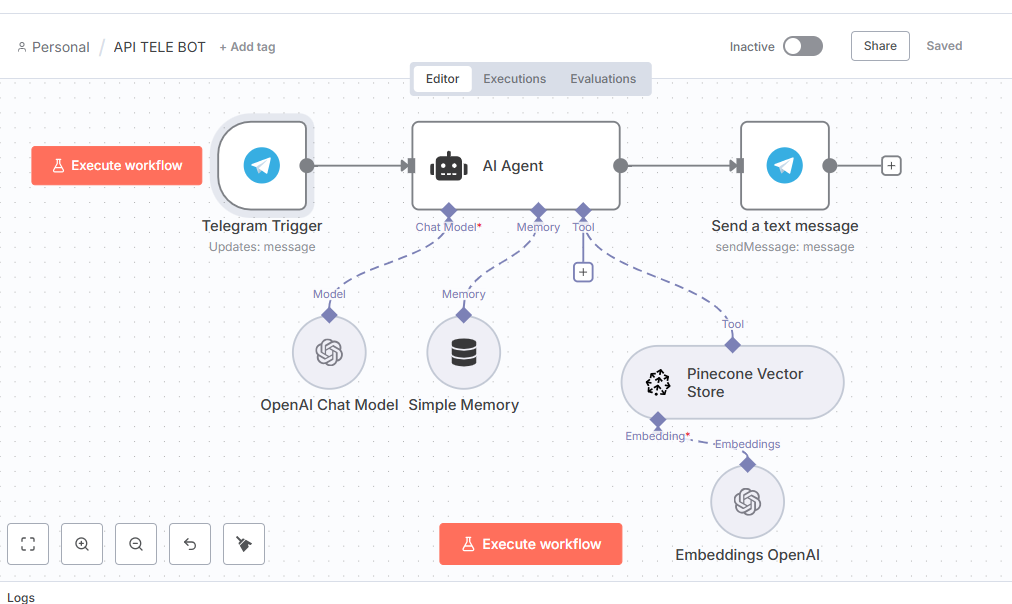 Personal / API TELE BOT + Add tag
Inactive Share Saved
Editor Executions Evaluations
Execute workflow
AI Agent
Telegram Trigger
Updates: message
Chat Model* Memory Tool
Send a text message
sendMessage: message
+
+
Model Memory
Tool
OpenAI Chat Model Simple Memory
Pinecone Vector
Store
Embedding* Embeddings
Execute workflow
Embeddings OpenAI
Logs